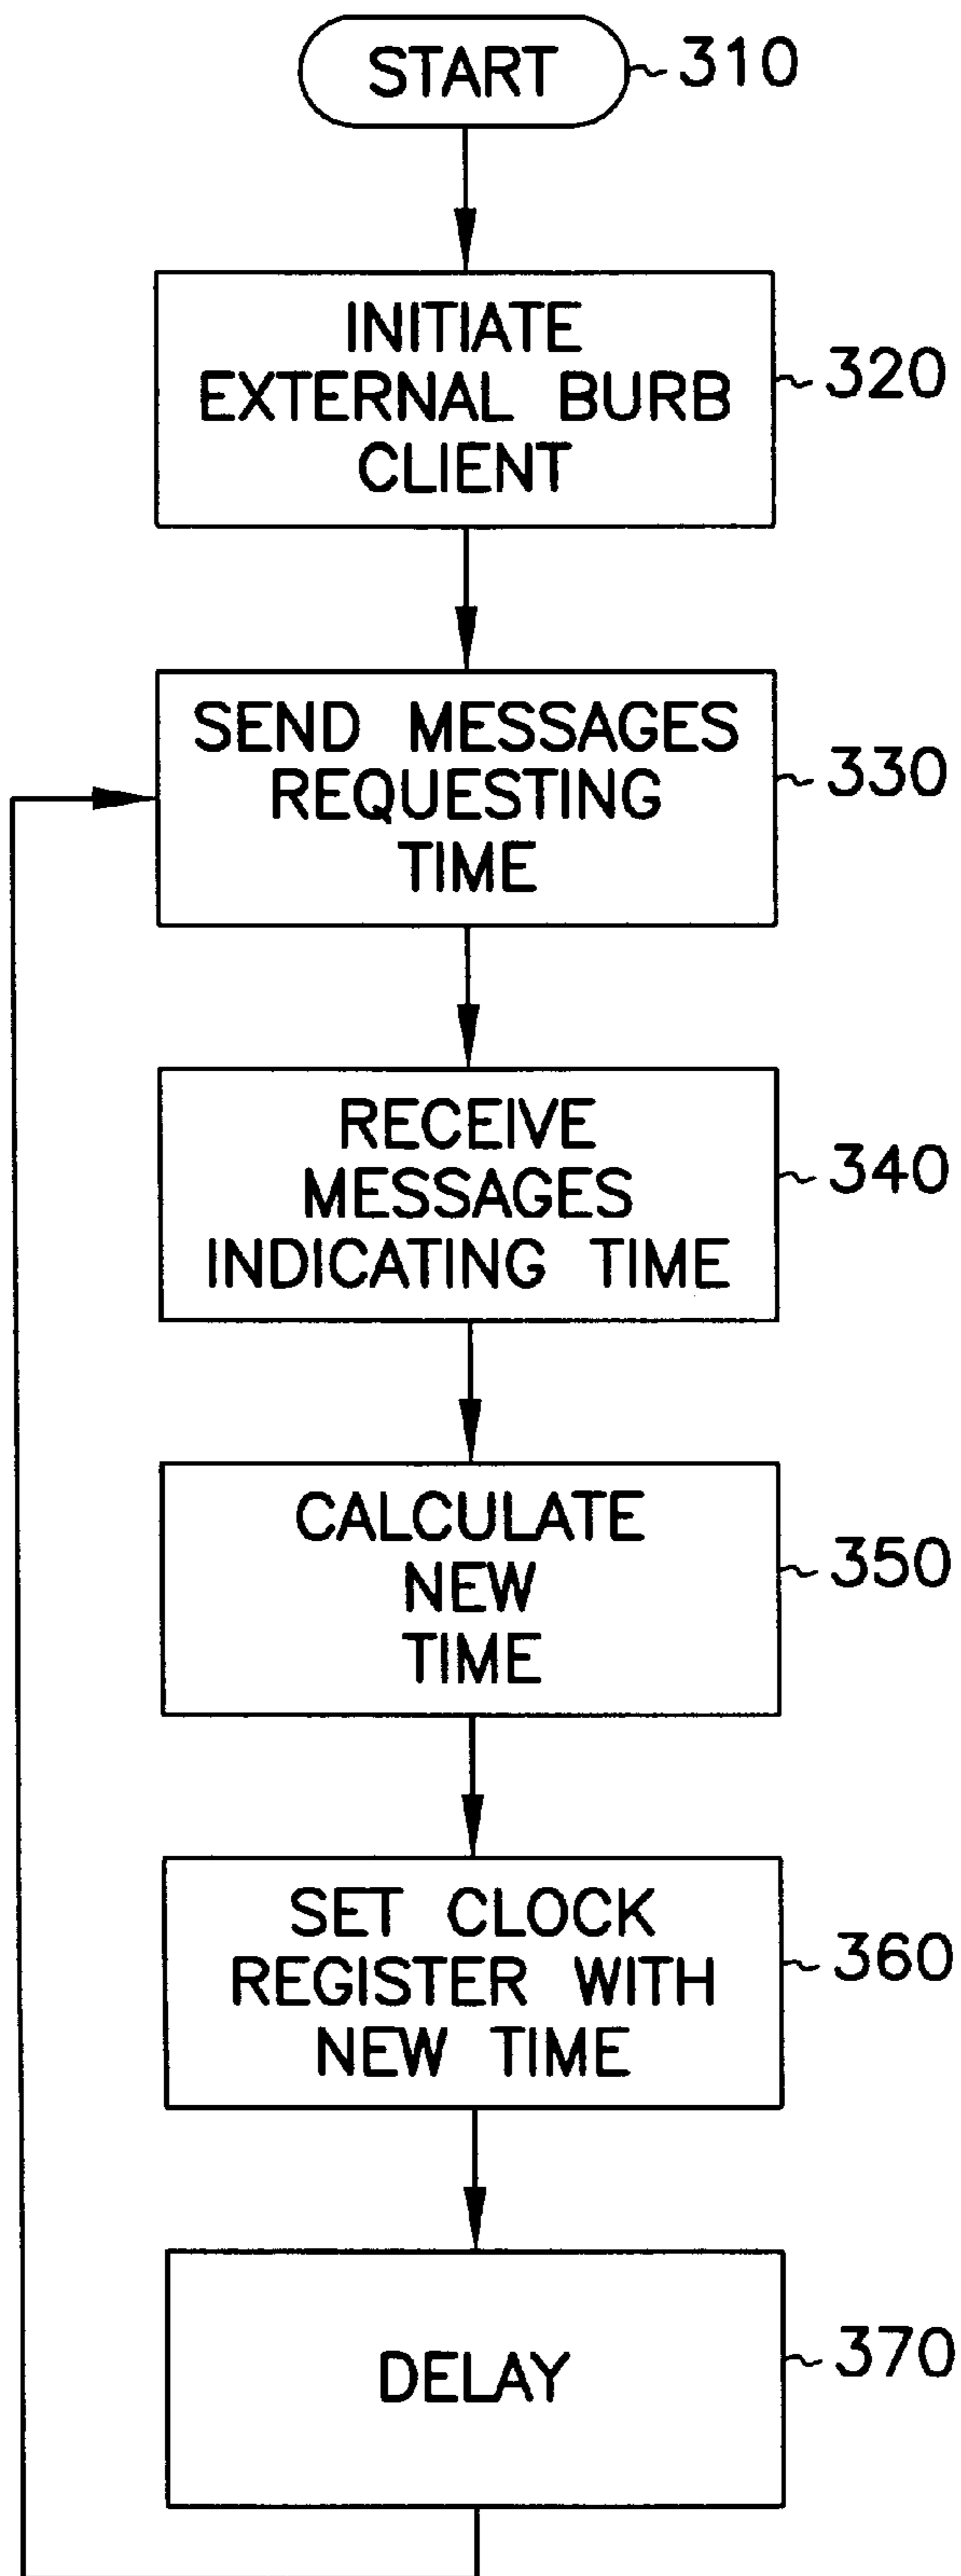 START
310
INITIATE
EXTERNAL BURB
CLIENT
320
SEND MESSAGES
REQUESTING
TIME
330
RECEIVE
MESSAGES
INDICATING TIME
340
CALCULATE
NEW
TIME
350
SET CLOCK
REGISTER WITH
NEW TIME
360
DELAY
370